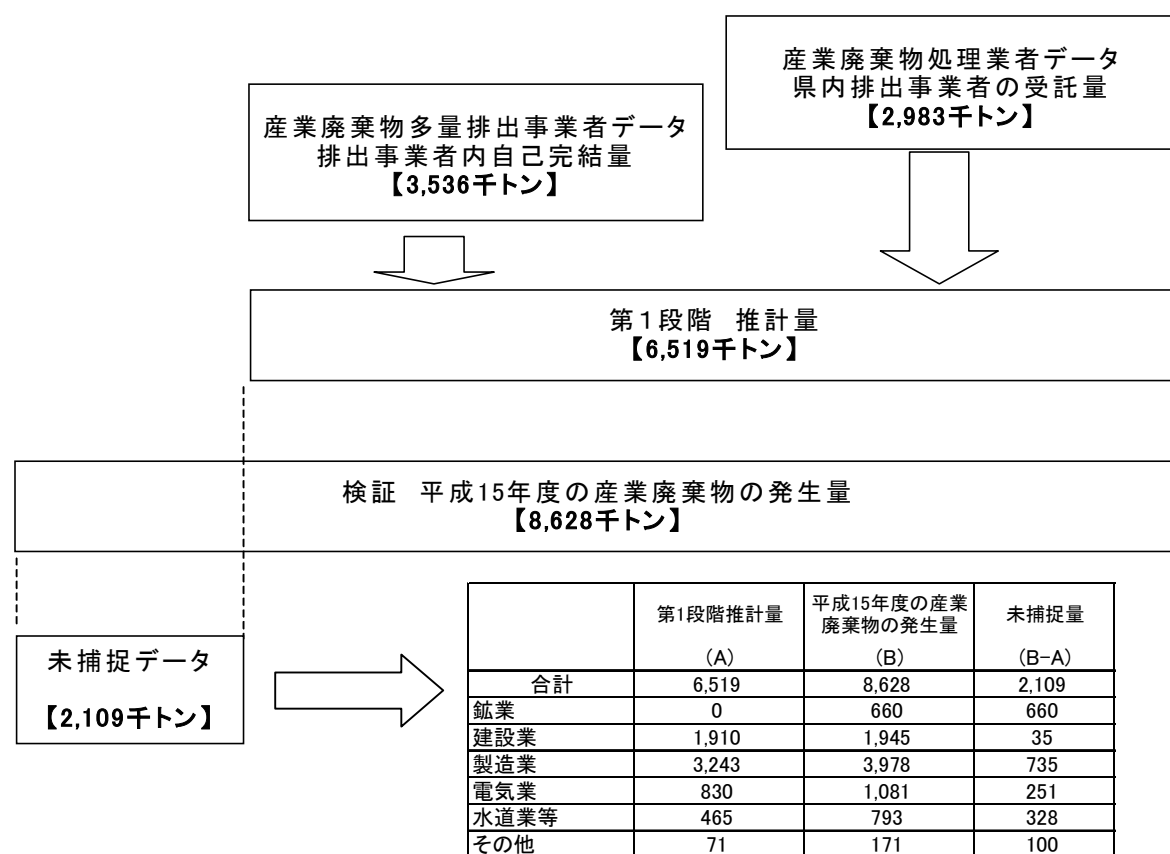 産業廃棄物処理業者データ
県内排出事業者の受託量
【2,983千トン】
産業廃棄物多量排出事業者データ
排出事業者内自己完結量
【3,536千トン】
第1段階 推計量
【6,519千トン】
検証 平成15年度の産業廃棄物の発生量
【8,628千トン】
未捕捉データ
【2,109千トン】
第1段階推計量 平成15年度の産業 未捕捉量
廃棄物の発生量
(A) (B) (B-A)
合計 6,519 8,628 2,109
鉱業 0 660 660
建設業 1,910 1,945 35
製造業 3,243 3,978 735
電気業 830 1,081 251
水道業等 465 793 328
その他 71 171 100